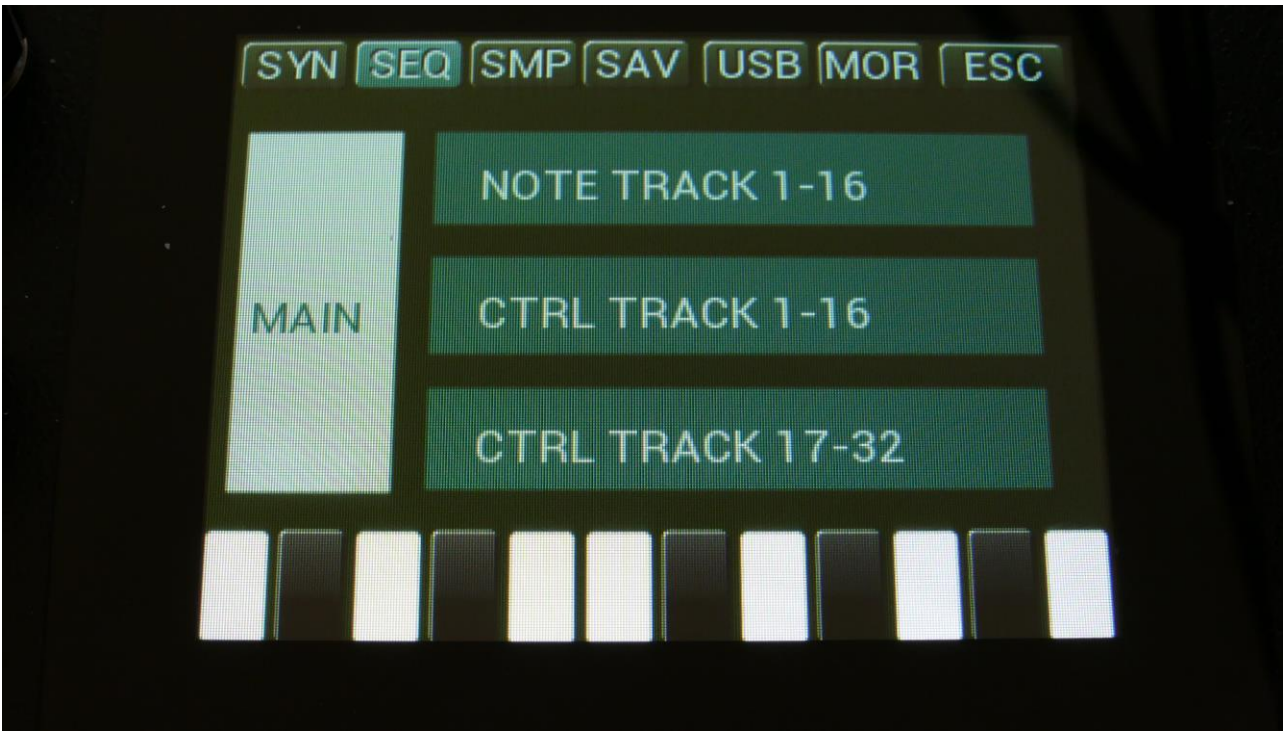 SYN SEQ SMP SAV USB MOR ESC
NOTE TRACK 1-16
MAIN
CTRL TRACK 1-16
CTRL TRACK 17-32